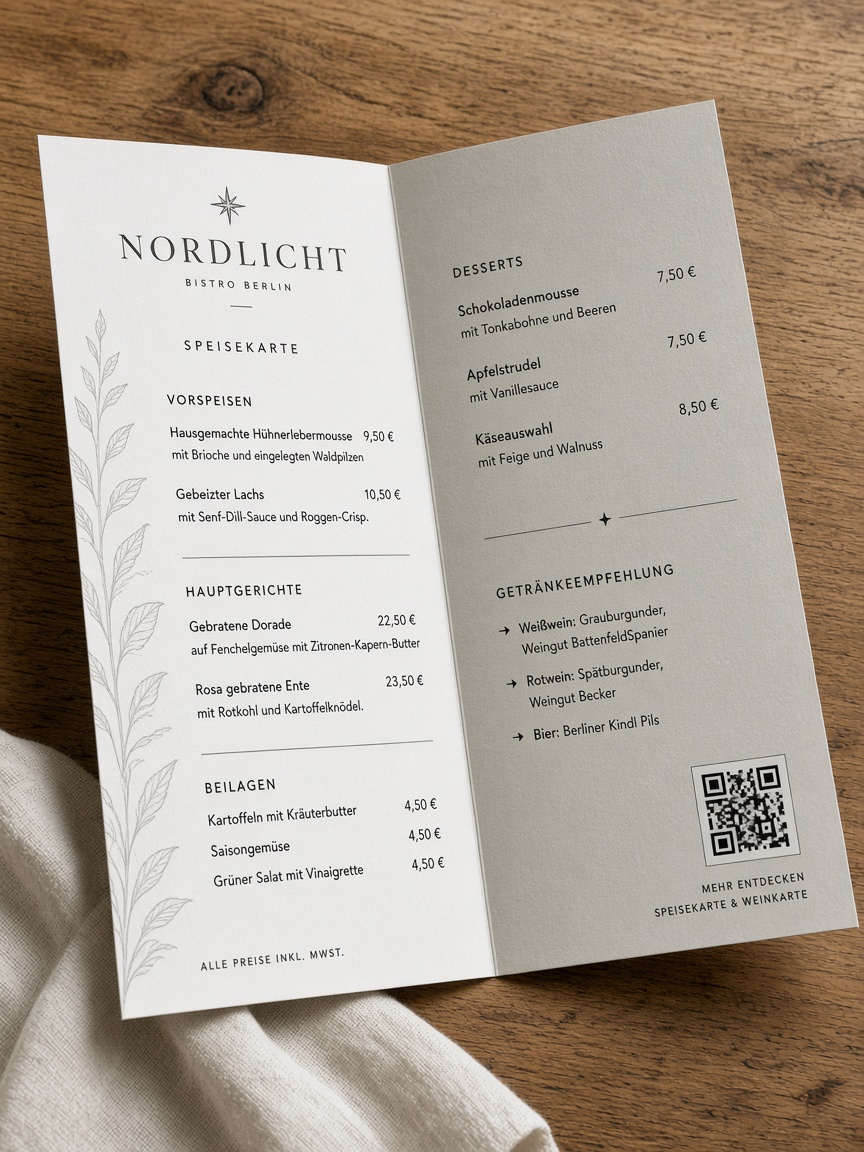 NORDLICHT
BISTRO BERLIN
SPEISEKARTE
VORSPEISEN
Hausgemachte Hühnerlebermousse 9,50 €
mit Brioche und eingelegten Waldpilzen
Gebeizter Lachs 10,50 €
mit Senf-Dill-Sauce und Roggen-Crisp.
HAUPTGERICHTE
Gebratene Dorade 22,50 €
auf Fenchelgemüse mit Zitronen-Kapern-Butter
Rosa gebratene Ente 23,50 €
mit Rotkohl und Kartoffelknödel.
BEILAGEN
Kartoffeln mit Kräuterbutter 4,50 €
Saisongemüse 4,50 €
Grüner Salat mit Vinaigrette 4,50 €
ALLE PREISE INKL. MWST.
DESSERTS
Schokoladenmousse 7,50 €
mit Tonkabohne und Beeren
Apfelstrudel 7,50 €
mit Vanillesauce
Käseauswahl 8,50 €
mit Feige und Walnuss
GETRÄNKEEMPFEHLUNG
Weißwein: Grauburgunder,
Weingut BattenfeldSpanier
Rotwein: Spätburgunder,
Weingut Becker
Bier: Berliner Kindl Pils
MEHR ENTDECKEN
SPEISEKARTE & WEINKARTE